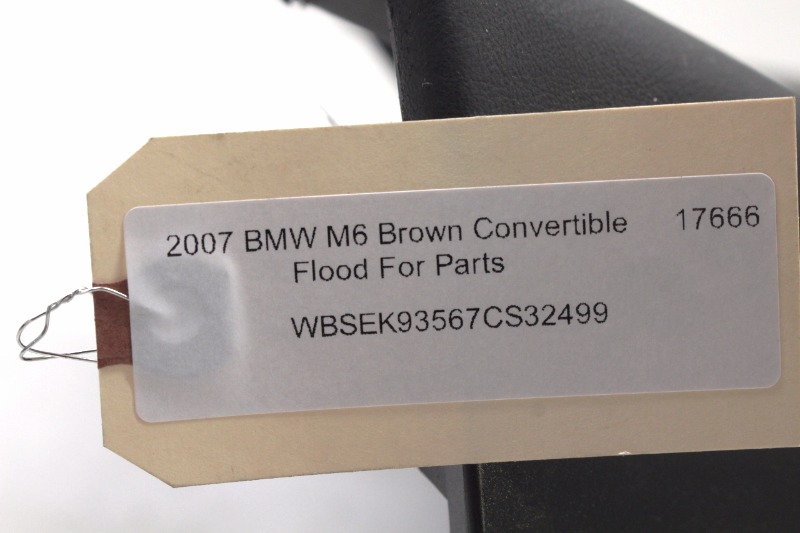 2007 BMW M6 Brown Convertible 17666
Flood For Parts
WBSEK93567CS32499